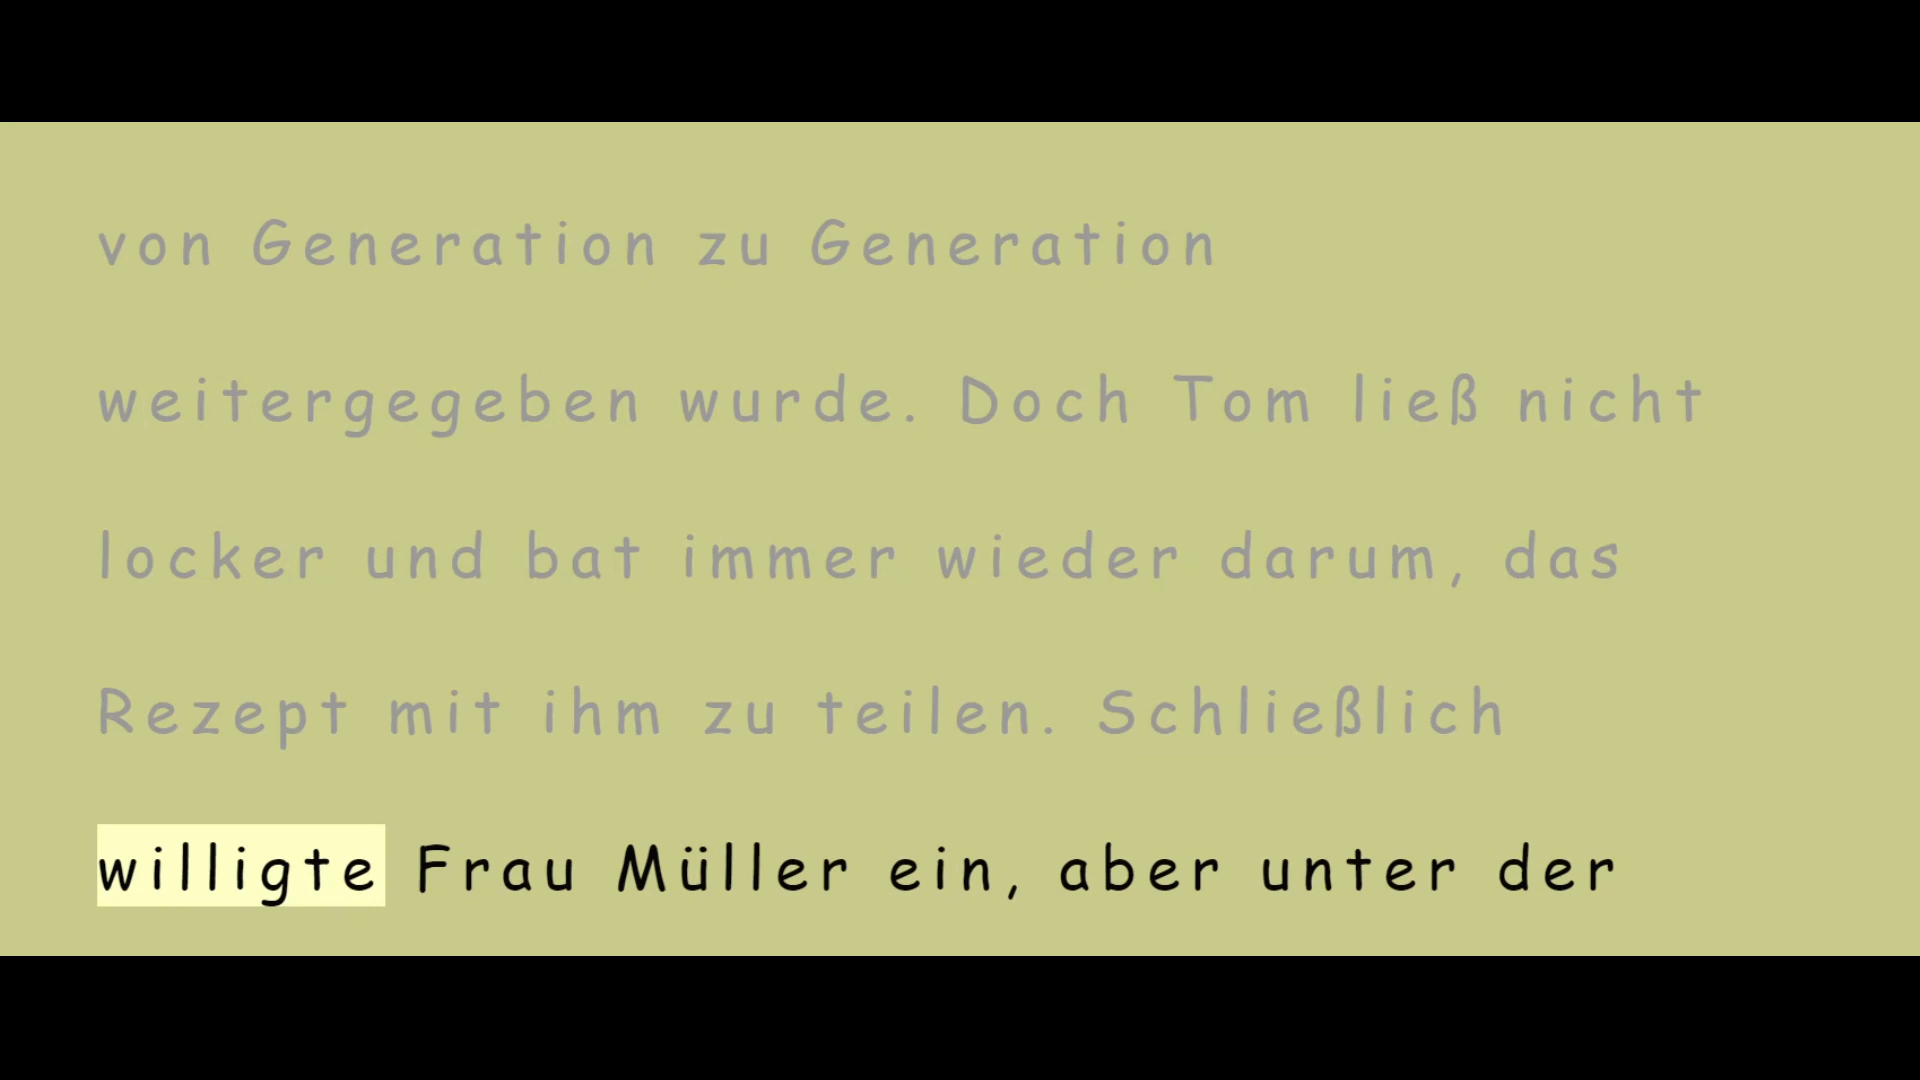 von Generation zu Generation
weitergegeben wurde. Doch Tom ließ nicht
locker und bat immer wieder darum, das
Rezept mit ihm zu teilen. Schließlich
willigte Frau Müller ein, aber unter der